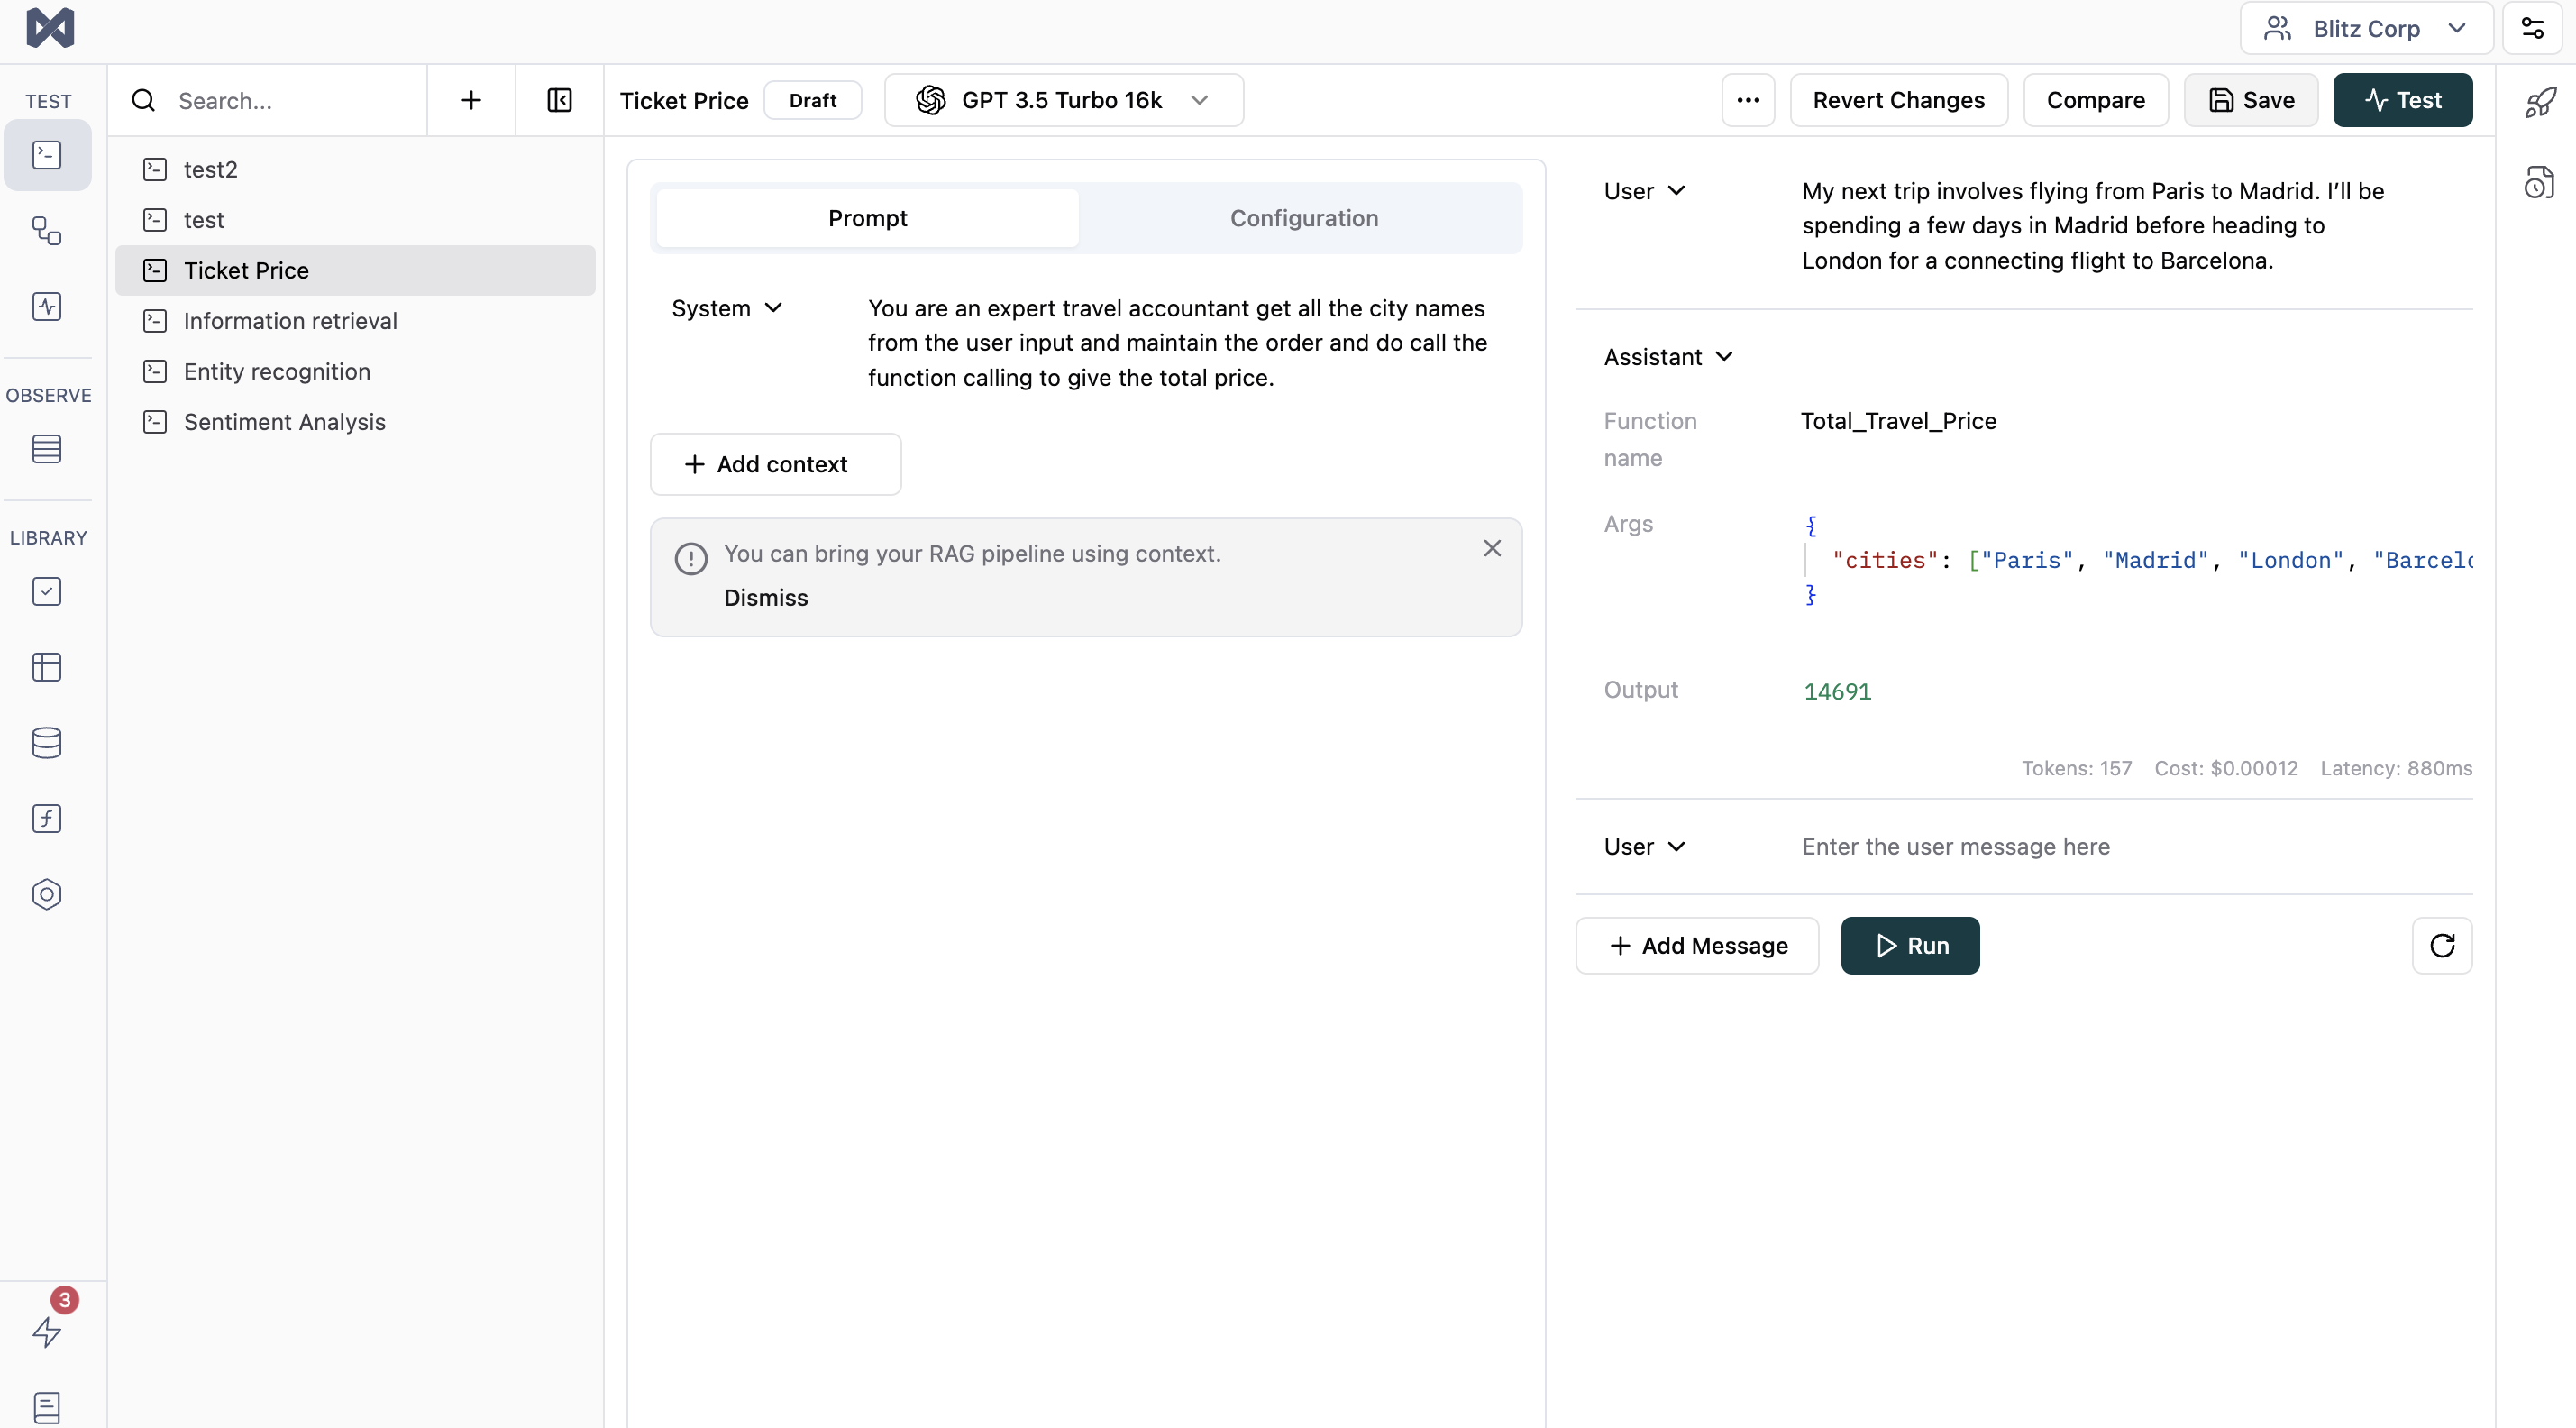 Blitz Corp
TEST
Search...
Ticket Price
Draft
GPT 3.5 Turbo 16k
Revert Changes
Compare
Save
Test
test2
test
Ticket Price
Information retrieval
Entity recognition
Sentiment Analysis
OBSERVE
LIBRARY
3
Prompt
Configuration
System
You are an expert travel accountant get all the city names
from the user input and maintain the order and do call the
function calling to give the total price.
Add context
You can bring your RAG pipeline using context.
Dismiss
User
My next trip involves flying from Paris to Madrid. I’ll be
spending a few days in Madrid before heading to
London for a connecting flight to Barcelona.
Assistant
Function
name
Total_Travel_Price
Args
{
"cities": ["Paris", "Madrid", "London", "Barcelo
}
Output
14691
Tokens: 157 Cost: $0.00012 Latency: 880ms
User
Enter the user message here
Add Message
Run